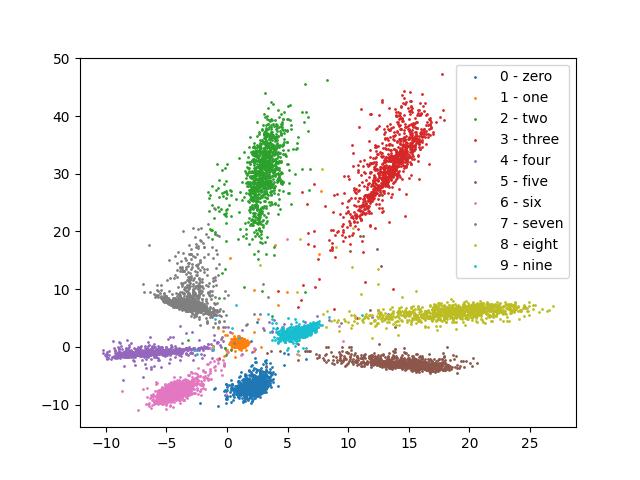 50
40
30
20
10
0
−10
−10
−5
0
5
10
15
20
25
0 - zero
1 - one
2 - two
3 - three
4 - four
5 - five
6 - six
7 - seven
8 - eight
9 - nine